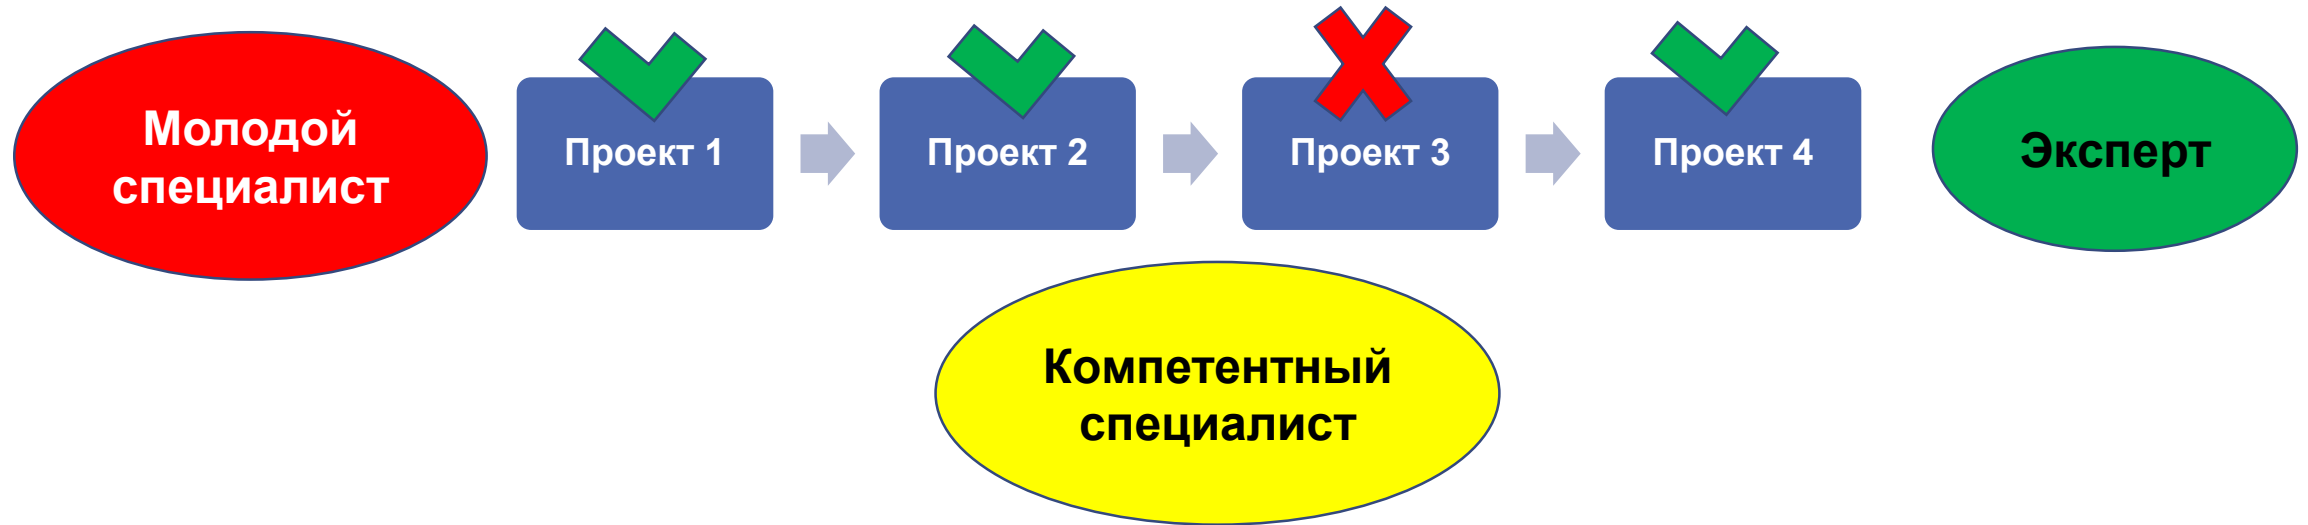 Молодой
специалист
Проект 1
Проект 2
Проект 3
Проект 4
Эксперт
Компетентный
специалист